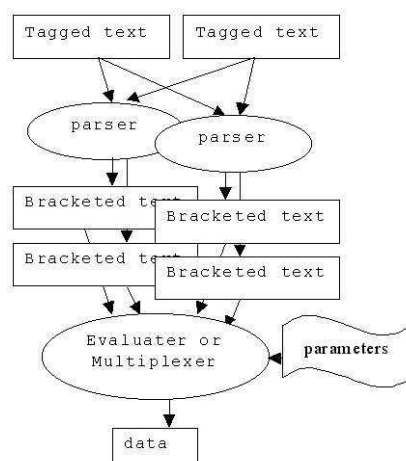 Tagged text
Tagged text
parser
parser
Bracketed text
Bracketed text
Bracketed text
Bracketed text
Evaluater or
Multiplexer
parameters
data